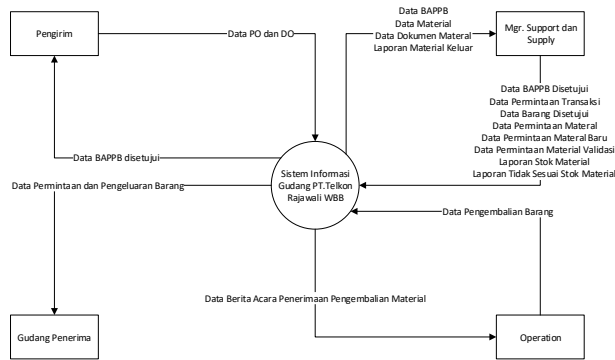 Pengirim
Data PO dan DO
Data BAPPB
Data Material
Data Dokumen Materal
Laporan Material Keluar
Mgr. Support dan
Supply
Data BAPPB Disetujui
Data Permintaan Transaksi
Data Barang Disetujui
Data Permintaan Materal
Data Permintaan Materal Baru
Data Permintaan Material Validasi
Laporan Stok Material
Laporan Tidak Sesuai Stok Material
Data BAPPB disetujui
Sistem Informasi
Gudang PT.Telkon
Rajawali WBB
Data Permintaan dan Pengeluaran Barang
Data Pengembalian Barang
Data Berita Acara Penerimaan Pengembalian Material
Gudang Penerima
Operation